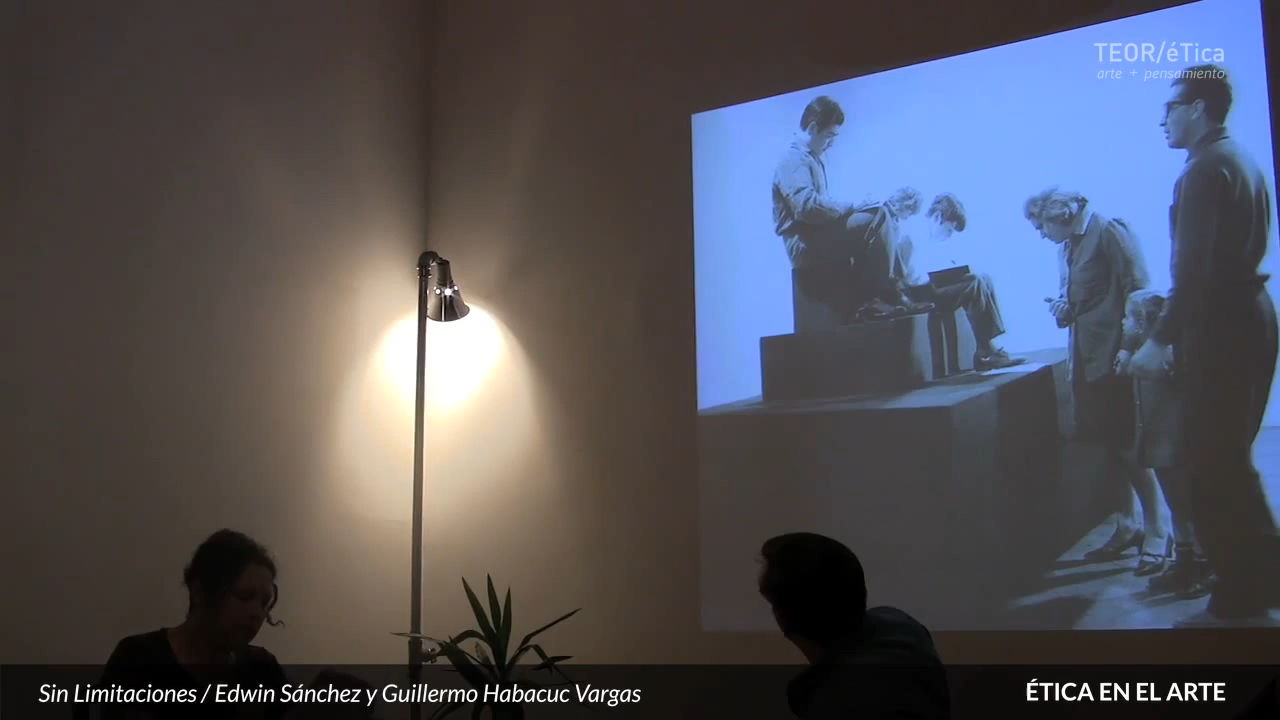 TEOR/éTica
arte + pensamiento
Sin Limitaciones / Edwin Sánchez y Guillermo Habacuc Vargas
ÉTICA EN EL ARTE